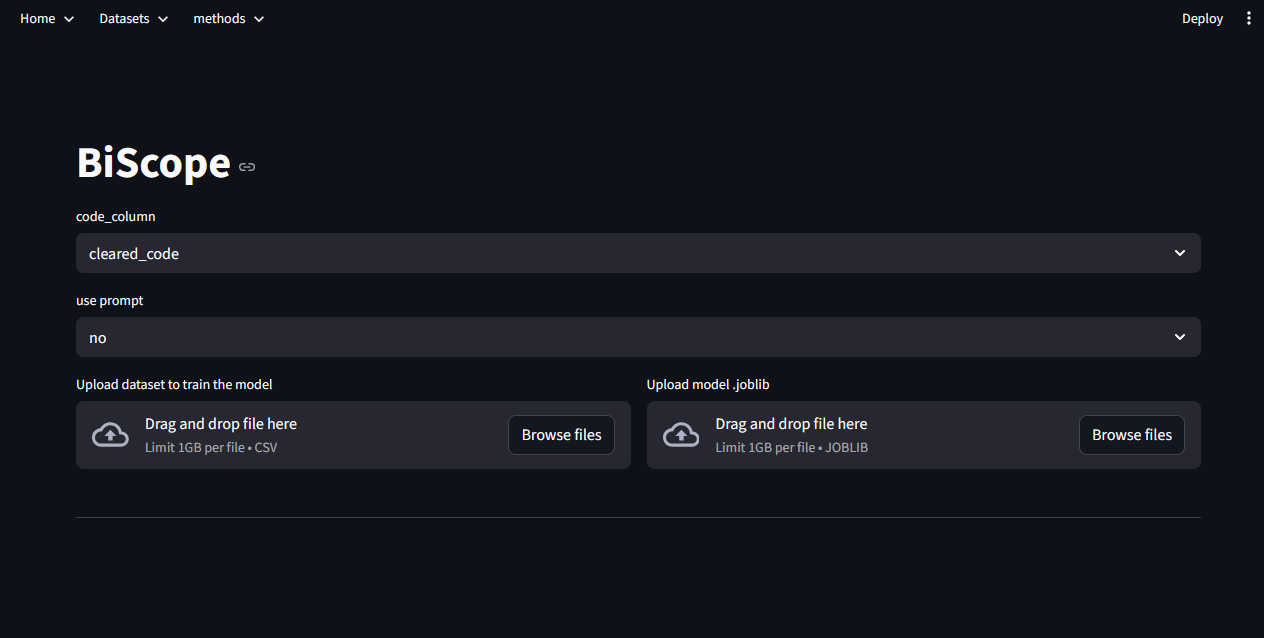 Home Datasets methods Deploy
BiScope
code_column
cleared_code
use prompt
no
Upload dataset to train the model
Drag and drop file here
Limit 1GB per file • CSV
Browse files
Upload model .joblib
Drag and drop file here
Limit 1GB per file • JOBLIB
Browse files